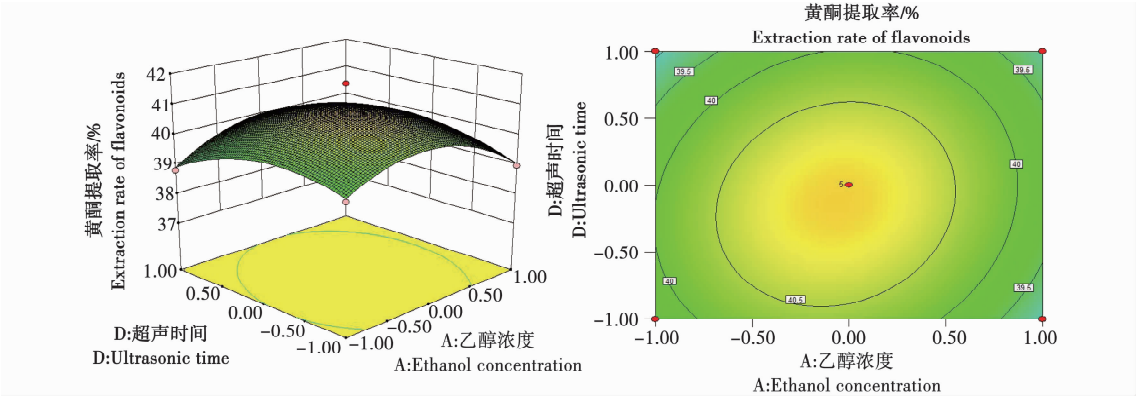 42
41
40
39
38
37
黄酮提取率/%
Extraction rate of flavonoids
1.00
0.50
0.00
-0.50
-1.00
-1.00
-0.50
0.00
0.50
1.00
D:超声时间
D:Ultrasonic time
A:乙醇浓度
A:Ethanol concentration
黄酮提取率/%
Extraction rate of flavonoids
1.00
0.50
0.00
-0.50
-1.00
D:超声时间
D:Ultrasonic time
39.5
39.5
40
40
5
40
40.5
39.5
-1.00
-0.50
0.00
0.50
1.00
A:乙醇浓度
A:Ethanol concentration